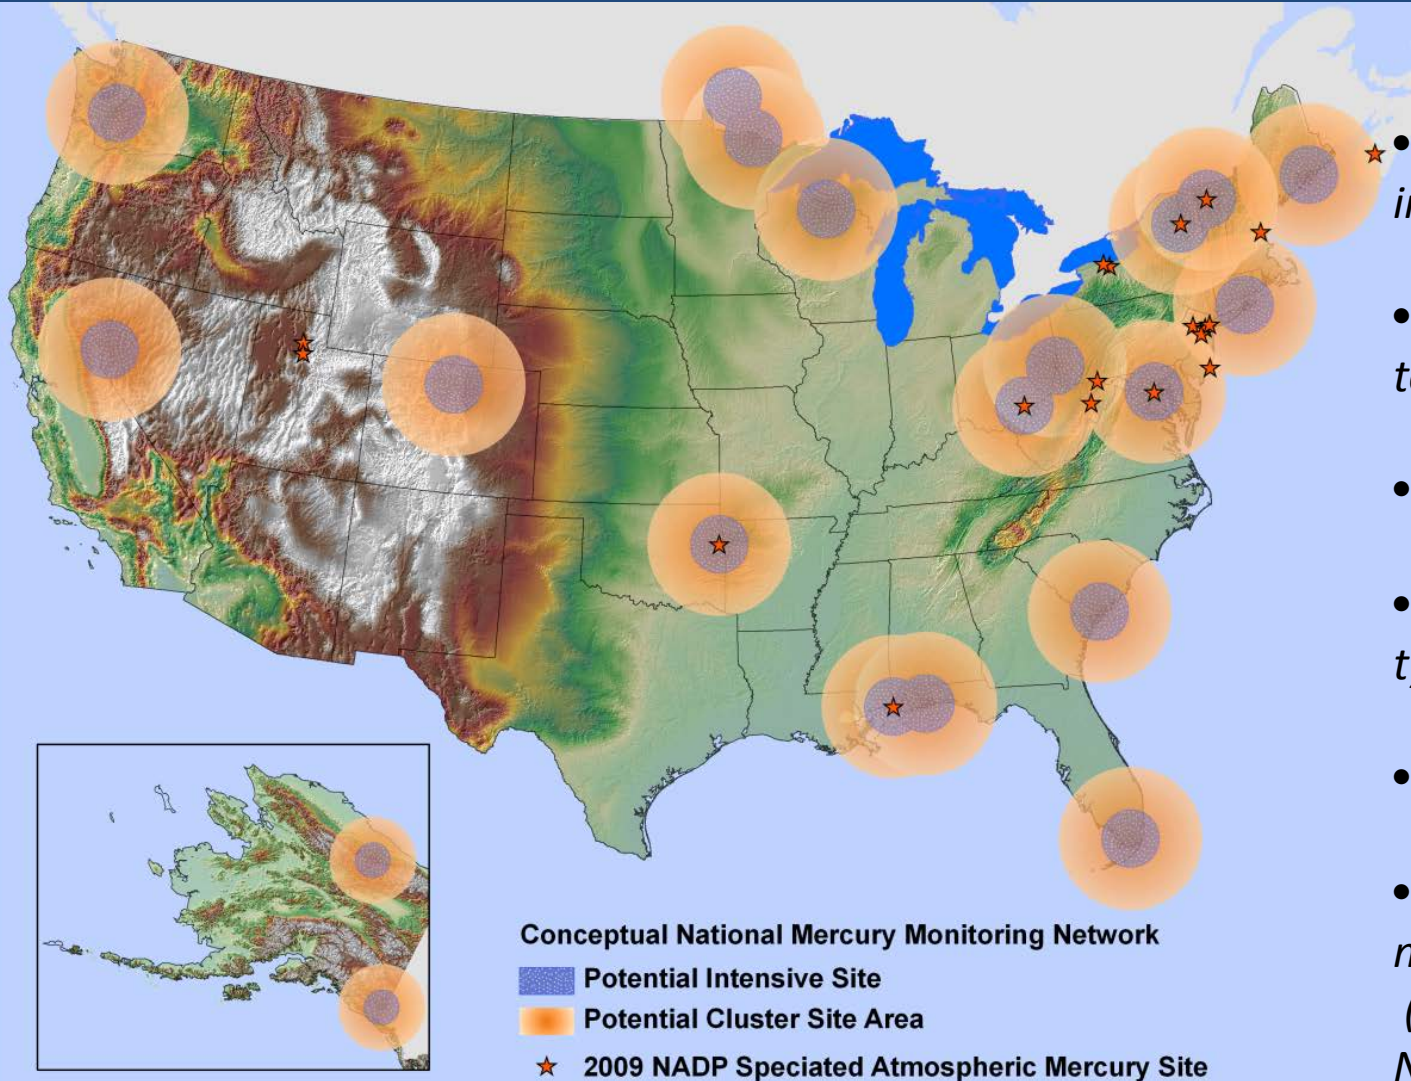 •
•
•
•
•
•
Conceptual National Mercury Monitoring Network
Potential Intensive Site
Potential Cluster Site Area
2009 NADP Speciated Atmospheric Mercury Site